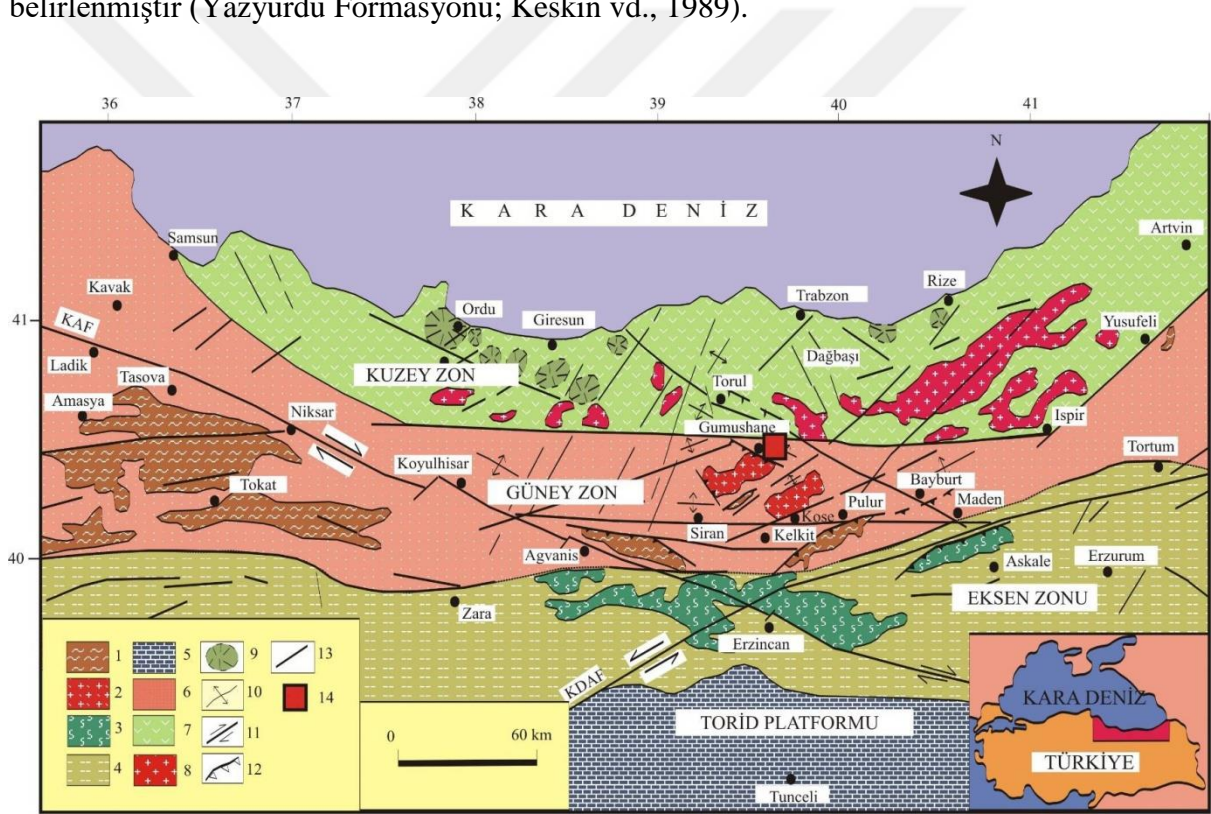 belirlenmiştir (Yazyurdu Formasyonu; Keskin vd., 1989).
36 37 38 39 40 41
N
K A R A D E N İ Z
Artvin
Samsun
Kavak
Ordu
Giresun
Trabzon
Rize
41
KAF
Yusufeli
Ladik
Dağbaşı
Tasova
KUZEY ZON
Torul
Amasya
Niksar
Gumushane
Ispir
Tortum
Koyulhisar
Bayburt
Tokat
GÜNEY ZON
Pulur
Maden
Kose
Siran
Kelkit
40
Agvanis
Askale
Erzurum
EKSEN ZONU
Zara
Erzincan
KDAF
1 5 9 13
2 6 10 14
3 7 11
4 8 12
0 60 km
TORİD PLATFORMU
Tunceli
KARA DENİZ
TÜRKİYE